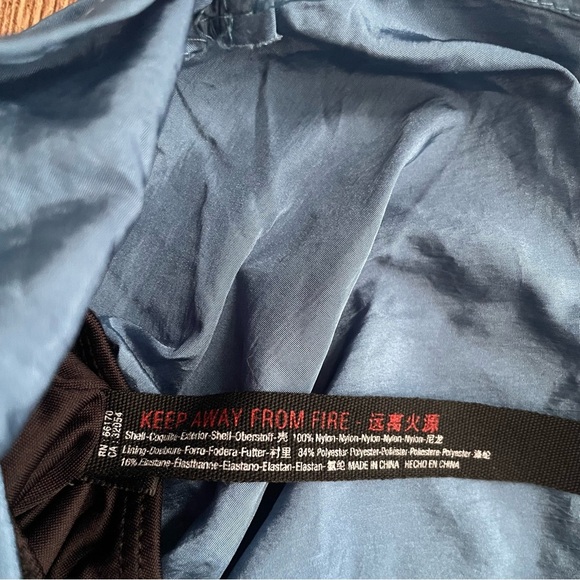 RN: 66170
CA: 32054
KEEP AWAY FROM FIRE - 远离火源
Shell-Coquille-Exterior-Shell-Oberstoff-壳 100% Nylon-Nylon-Nylon-Nylon-Nylon-尼龙
Lining-Doublure-Forro-Fodera-Futter-衬里 84% Polyester-Polyester-Poliéster-Poliestere-Polyester-涤纶
16% Elastane-Elasthanne-Elastano-Elastan-Elastan-氨纶 MADE IN CHINA HECHO EN CHINA